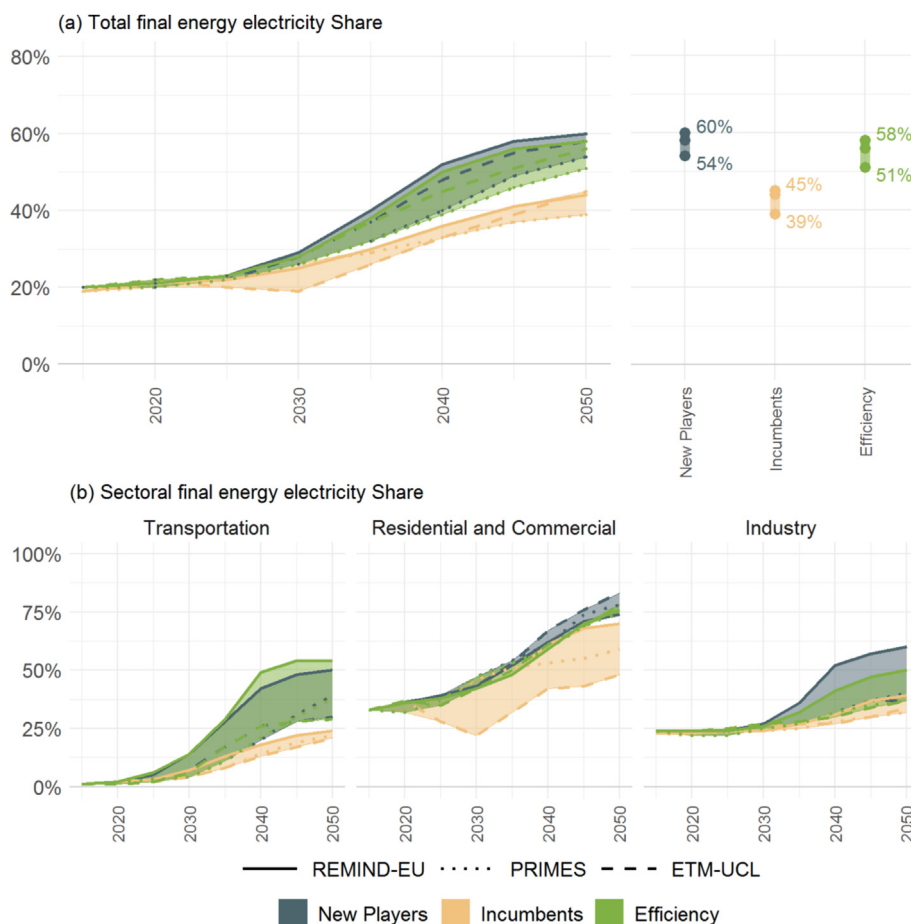 (a) Total final energy electricity Share
80%
60%
40%
20%
0%
2020
2030
2040
2050
60%
54%
45%
39%
58%
51%
New Players
Incumbents
Efficiency
(b) Sectoral final energy electricity Share
Transportation
Residential and Commercial
Industry
100%
75%
50%
25%
0%
2020
2030
2040
2050
2020
2030
2040
2050
2020
2030
2040
2050
REMIND-EU
PRIMES
ETM-UCL
New Players
Incumbents
Efficiency